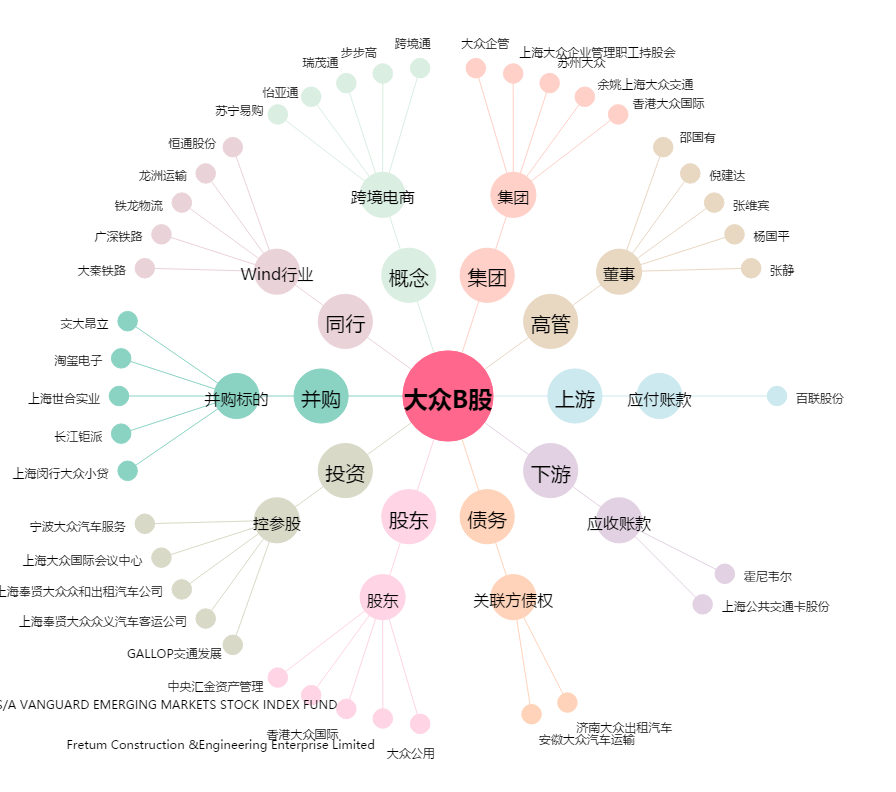 跨境通
大众企管
步步高
上海大众企业管理职工持股会
瑞茂通
苏州大众
怡亚通
余姚上海大众交通
苏宁易购
香港大众国际
恒通股份
邵国有
龙洲运输
倪建达
铁龙物流
张维宾
广深铁路
杨国平
大秦铁路
张静
跨境电商
集团
Wind行业
概念
集团
董事
同行
高管
交大昂立
淘玺电子
上海世合实业
长江钜派
上海闵行大众小贷
并购标的
并购
大众B股
上游
应付账款
百联股份
投资
下游
控参股
股东
债务
应收账款
宁波大众汽车服务
上海大众国际会议中心
上海奉贤大众众和出租汽车公司
上海奉贤大众众义汽车客运公司
GALLOP交通发展
霍尼韦尔
上海公共交通卡股份
股东
关联方债权
中央汇金资产管理
S/A VANGUARD EMERGING MARKETS STOCK INDEX FUND
香港大众国际
Fretum Construction &Engineering Enterprise Limited
大众公用
济南大众出租汽车
安徽大众汽车运输